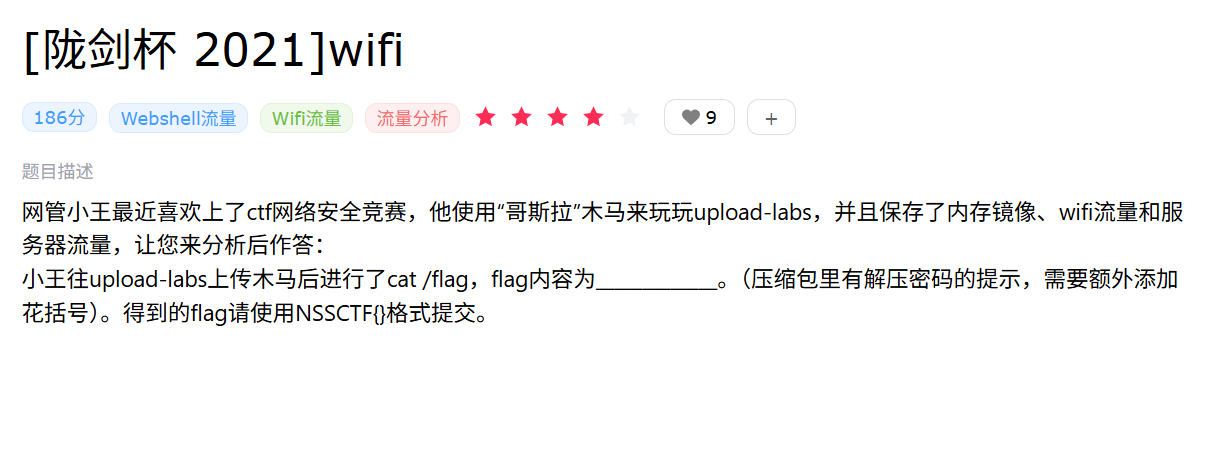 [陇剑杯 2021]wifi
186分 Webshell流量 Wifi流量 流量分析 9 +
题目描述
网管小王最近喜欢上了ctf网络安全竞赛，他使用“哥斯拉”木马来玩玩upload-labs，并且保存了内存镜像、wifi流量和服
务器流量，让您来分析后作答：
小王往upload-labs上传木马后进行了cat /flag，flag内容为_____________。（压缩包里有解压密码的提示，需要额外添加
花括号）。得到的flag请使用NSSCTF{}格式提交。